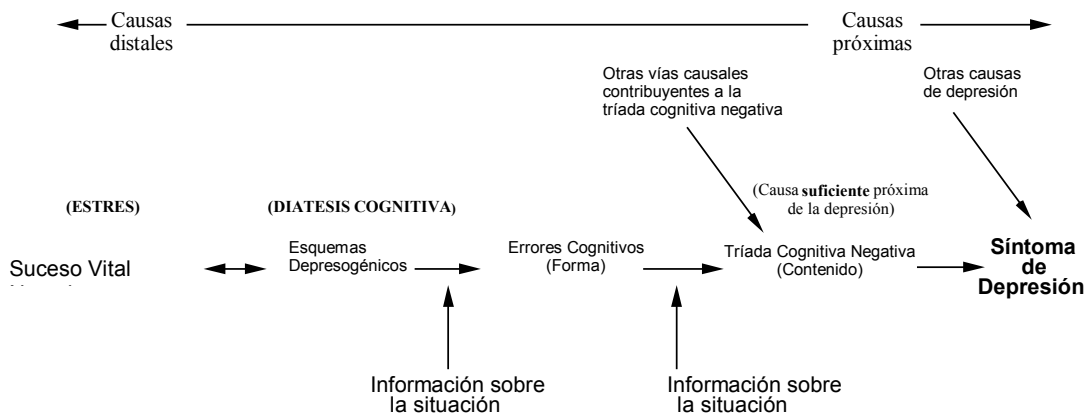 Causas
distales
Causas
próximas
Otras vías causales
contribuyentes a la
tríada cognitiva negativa
Otras causas
de depresión
(ESTRES)
(DIATESIS COGNITIVA)
(Causa suficiente próxima
de la depresión)
Suceso Vital
Esquemas
Depresogénicos
Errores Cognitivos
(Forma)
Tríada Cognitiva Negativa
(Contenido)
Síntoma
de
Depresión
Información sobre
la situación
Información sobre
la situación